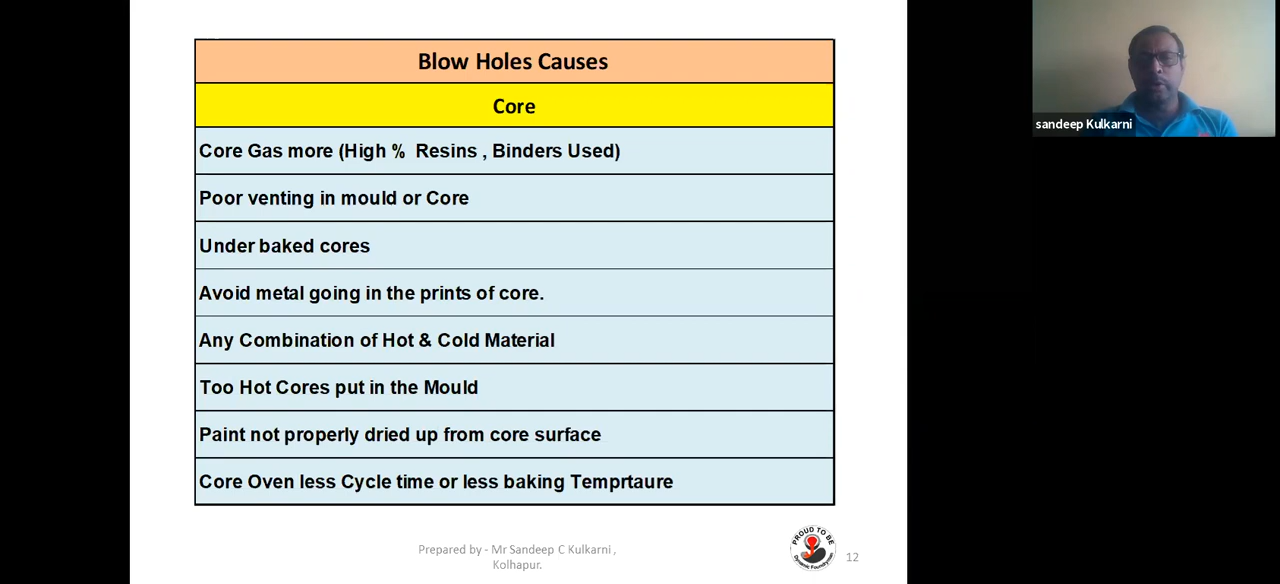 Blow Holes Causes
Core
Core Gas more (High % Resins , Binders Used)
Poor venting in mould or Core
Under baked cores
Avoid metal going in the prints of core.
Any Combination of Hot & Cold Material
Too Hot Cores put in the Mould
Paint not properly dried up from core surface
Core Oven less Cycle time or less baking Temprtaure
Prepared by - Mr Sandeep C Kulkarni ,
Kolhapur.
PROUD TO BE
Dynamic Foundrymen
12
sandeep Kulkarni